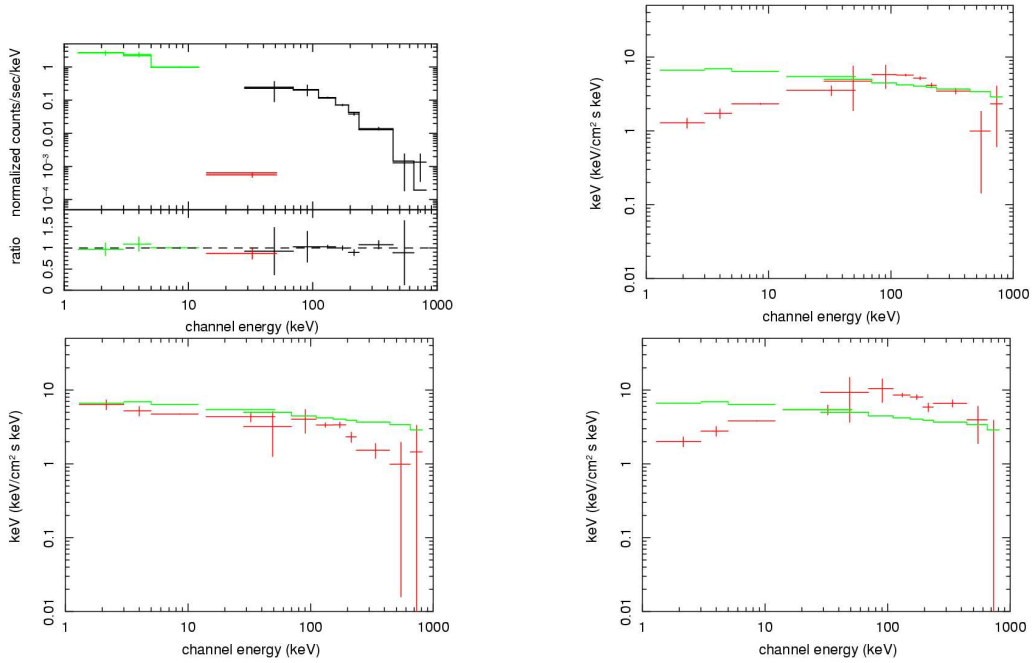 normalized counts/sec/keV
1
0.1
0.01
10⁻³
10⁻⁴
ratio
1.5
1
0.5
0
1 10 100 1000
channel energy (keV)
keV (keV/cm² s keV)
10
1
0.1
0.01
1 10 100 1000
channel energy (keV)
keV (keV/cm² s keV)
10
1
0.1
0.01
1 10 100 1000
channel energy (keV)
keV (keV/cm² s keV)
10
1
0.1
0.01
1 10 100 1000
channel energy (keV)